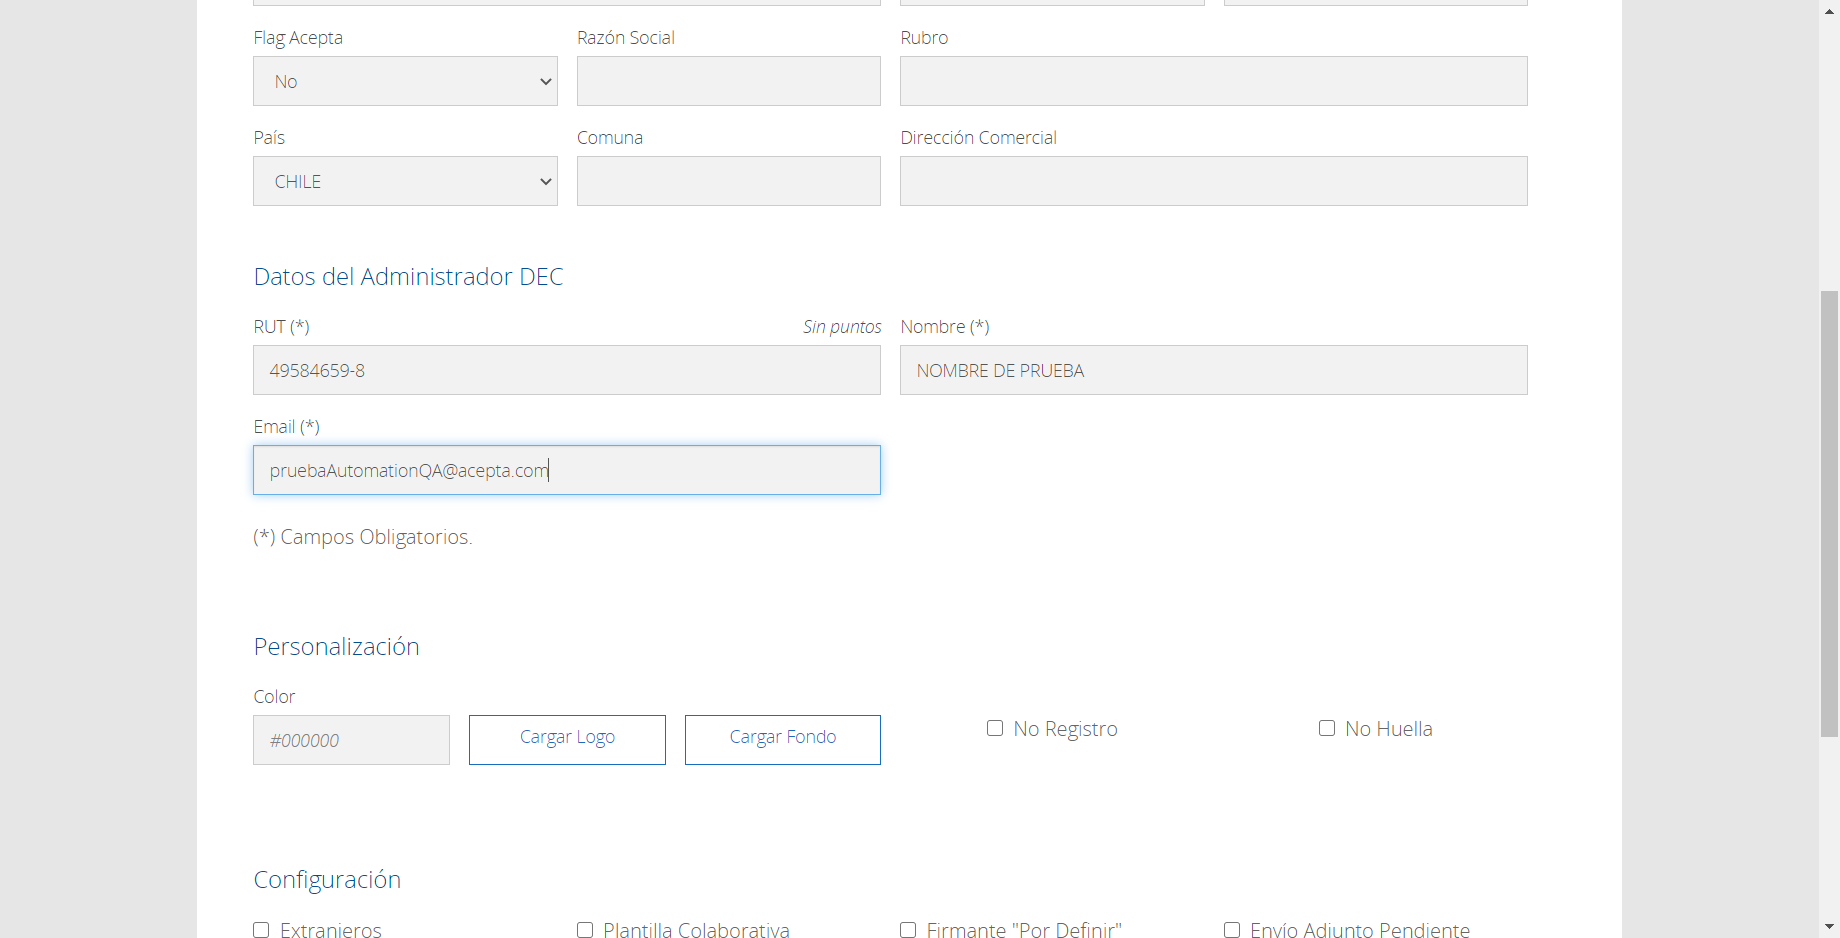 Flag Acepta Razón Social Rubro
No
País Comuna Dirección Comercial
CHILE
Datos del Administrador DEC
RUT (*) Sin puntos Nombre (*)
49584659-8 NOMBRE DE PRUEBA
Email (*)
pruebaAutomationQA@acepta.com
(*) Campos Obligatorios.
Personalización
Color
#000000 Cargar Logo Cargar Fondo No Registro No Huella
Configuración
Extranjeros Plantilla Colaborativa Firmante "Por Definir" Envío Adjunto Pendiente